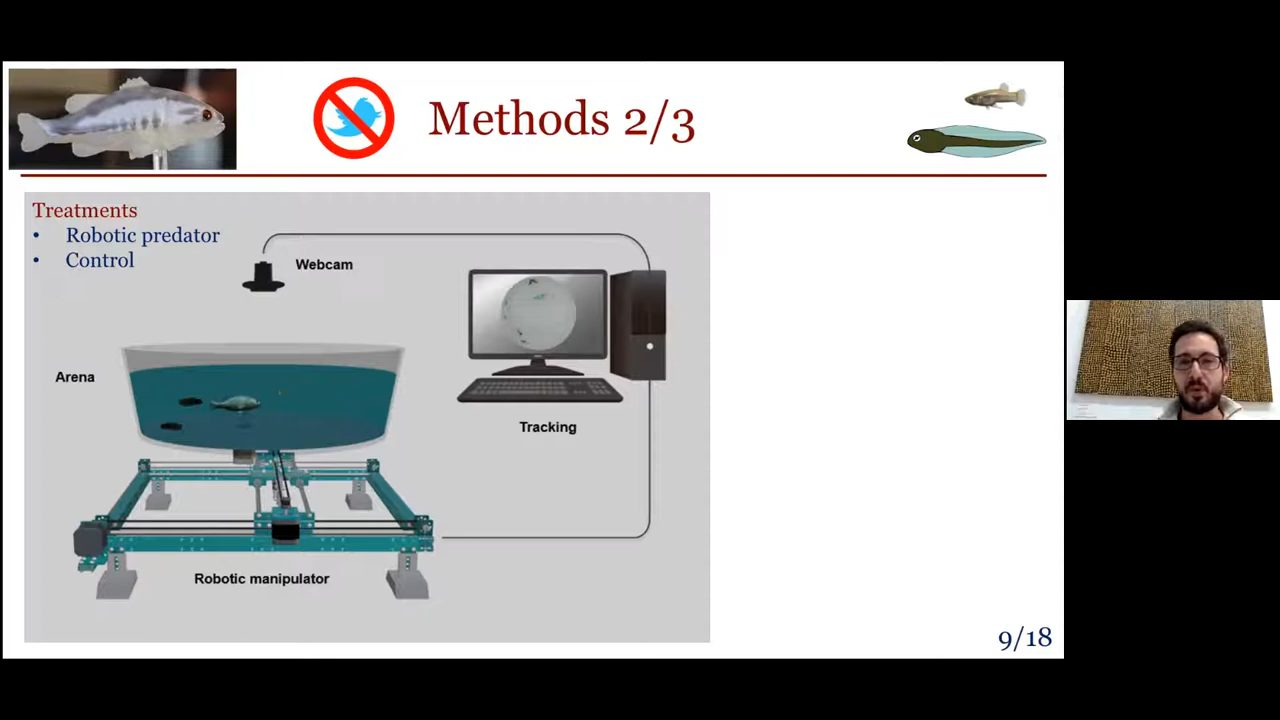 Methods 2/3
Treatments
• Robotic predator
• Control
Webcam
Arena
Tracking
Robotic manipulator
9/18